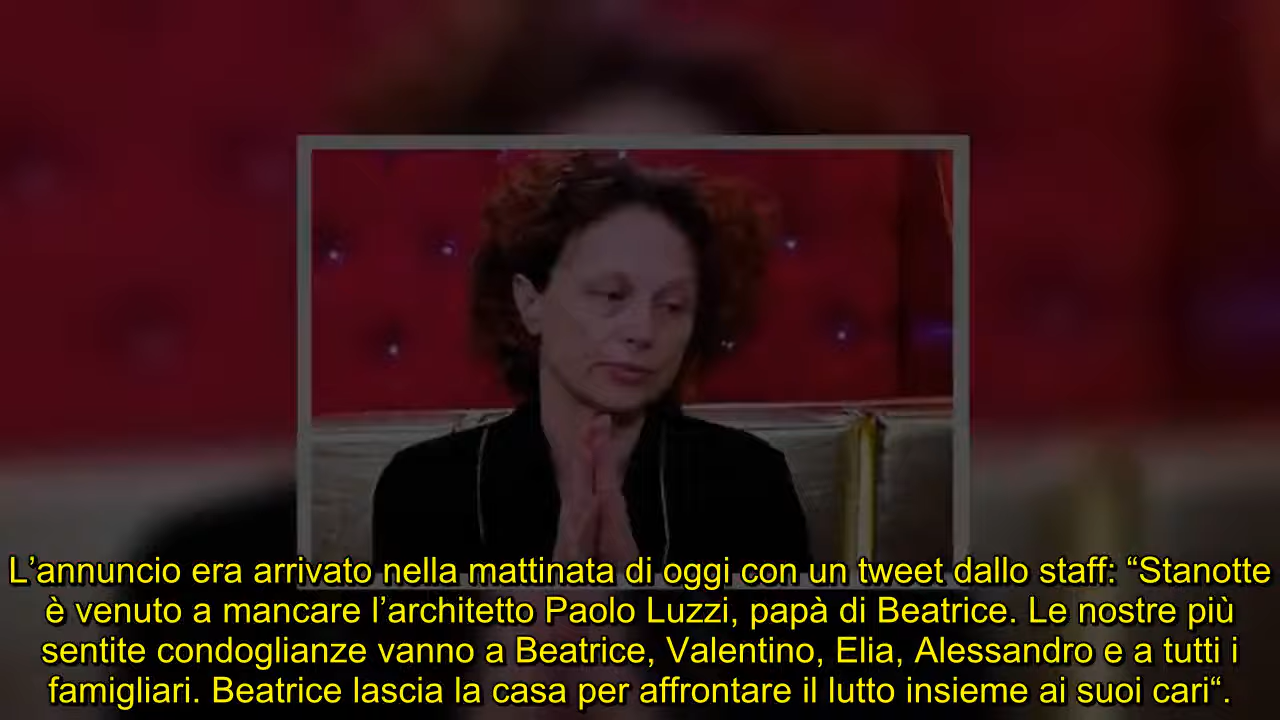 L’annuncio era arrivato nella mattinata di oggi con un tweet dallo staff: “Stanotte
è venuto a mancare l’architetto Paolo Luzzi, papà di Beatrice. Le nostre più
sentite condoglianze vanno a Beatrice, Valentino, Elia, Alessandro e a tutti i
famigliari. Beatrice lascia la casa per affrontare il lutto insieme ai suoi cari“.